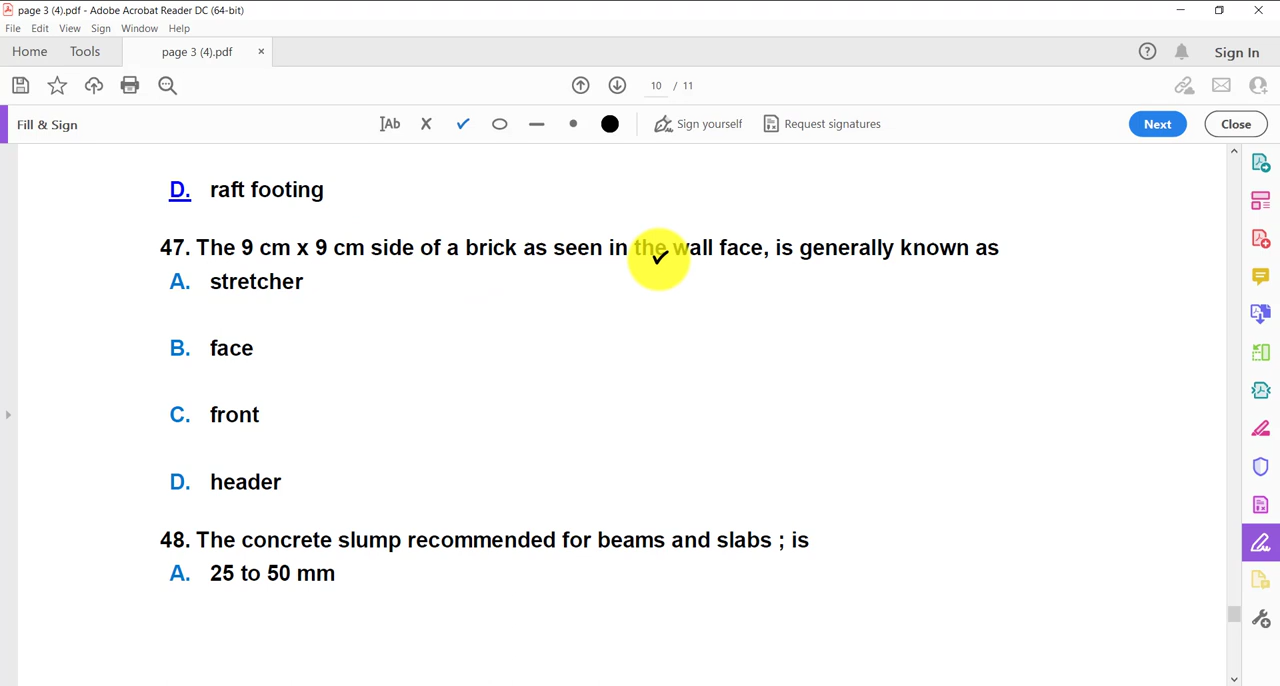 page 3 (4).pdf - Adobe Acrobat Reader DC (64-bit)
File Edit View Sign Window Help
Home Tools page 3 (4).pdf × Sign In
10 / 11
Fill & Sign IAb Sign yourself Request signatures Next Close
D. raft footing
47. The 9 cm x 9 cm side of a brick as seen in the wall face, is generally known as
A. stretcher
B. face
C. front
D. header
48. The concrete slump recommended for beams and slabs ; is
A. 25 to 50 mm